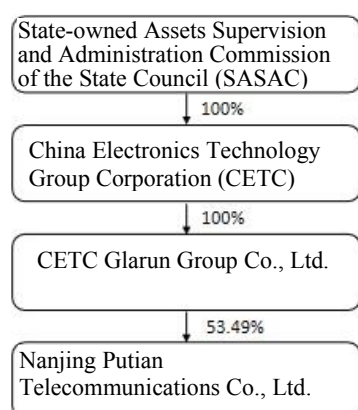 State-owned Assets Supervision
and Administration Commission
of the State Council (SASAC)
100%
China Electronics Technology
Group Corporation (CETC)
100%
CETC Glarun Group Co., Ltd.
53.49%
Nanjing Putian
Telecommunications Co., Ltd.